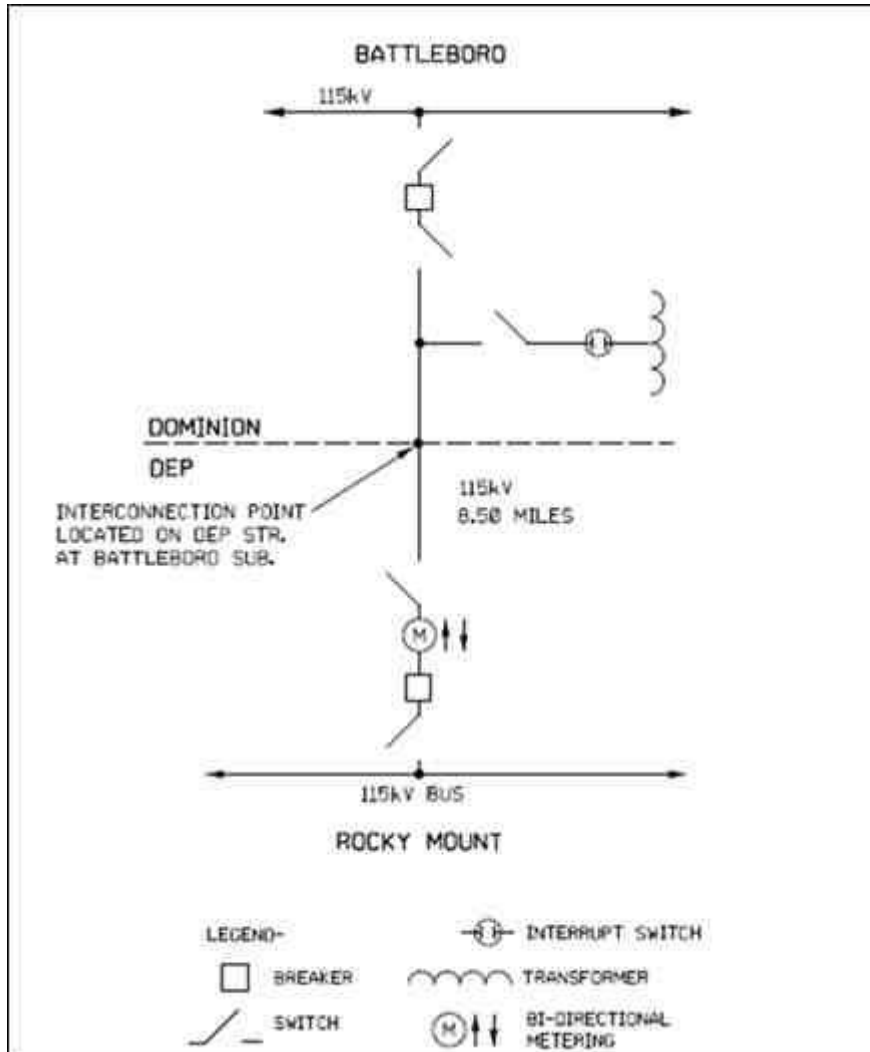 BATTLEBORO
115kV
DOMINION
DEP
INTERCONNECTION POINT
LOCATED ON DEP STR.
AT BATTLEBORO SUB.
115kV
8.50 MILES
M
115kV BUS
ROCKY MOUNT
LEGEND-
INTERRUPT SWITCH
BREAKER
TRANSFORMER
SWITCH
M
BI-DIRECTIONAL
METERING